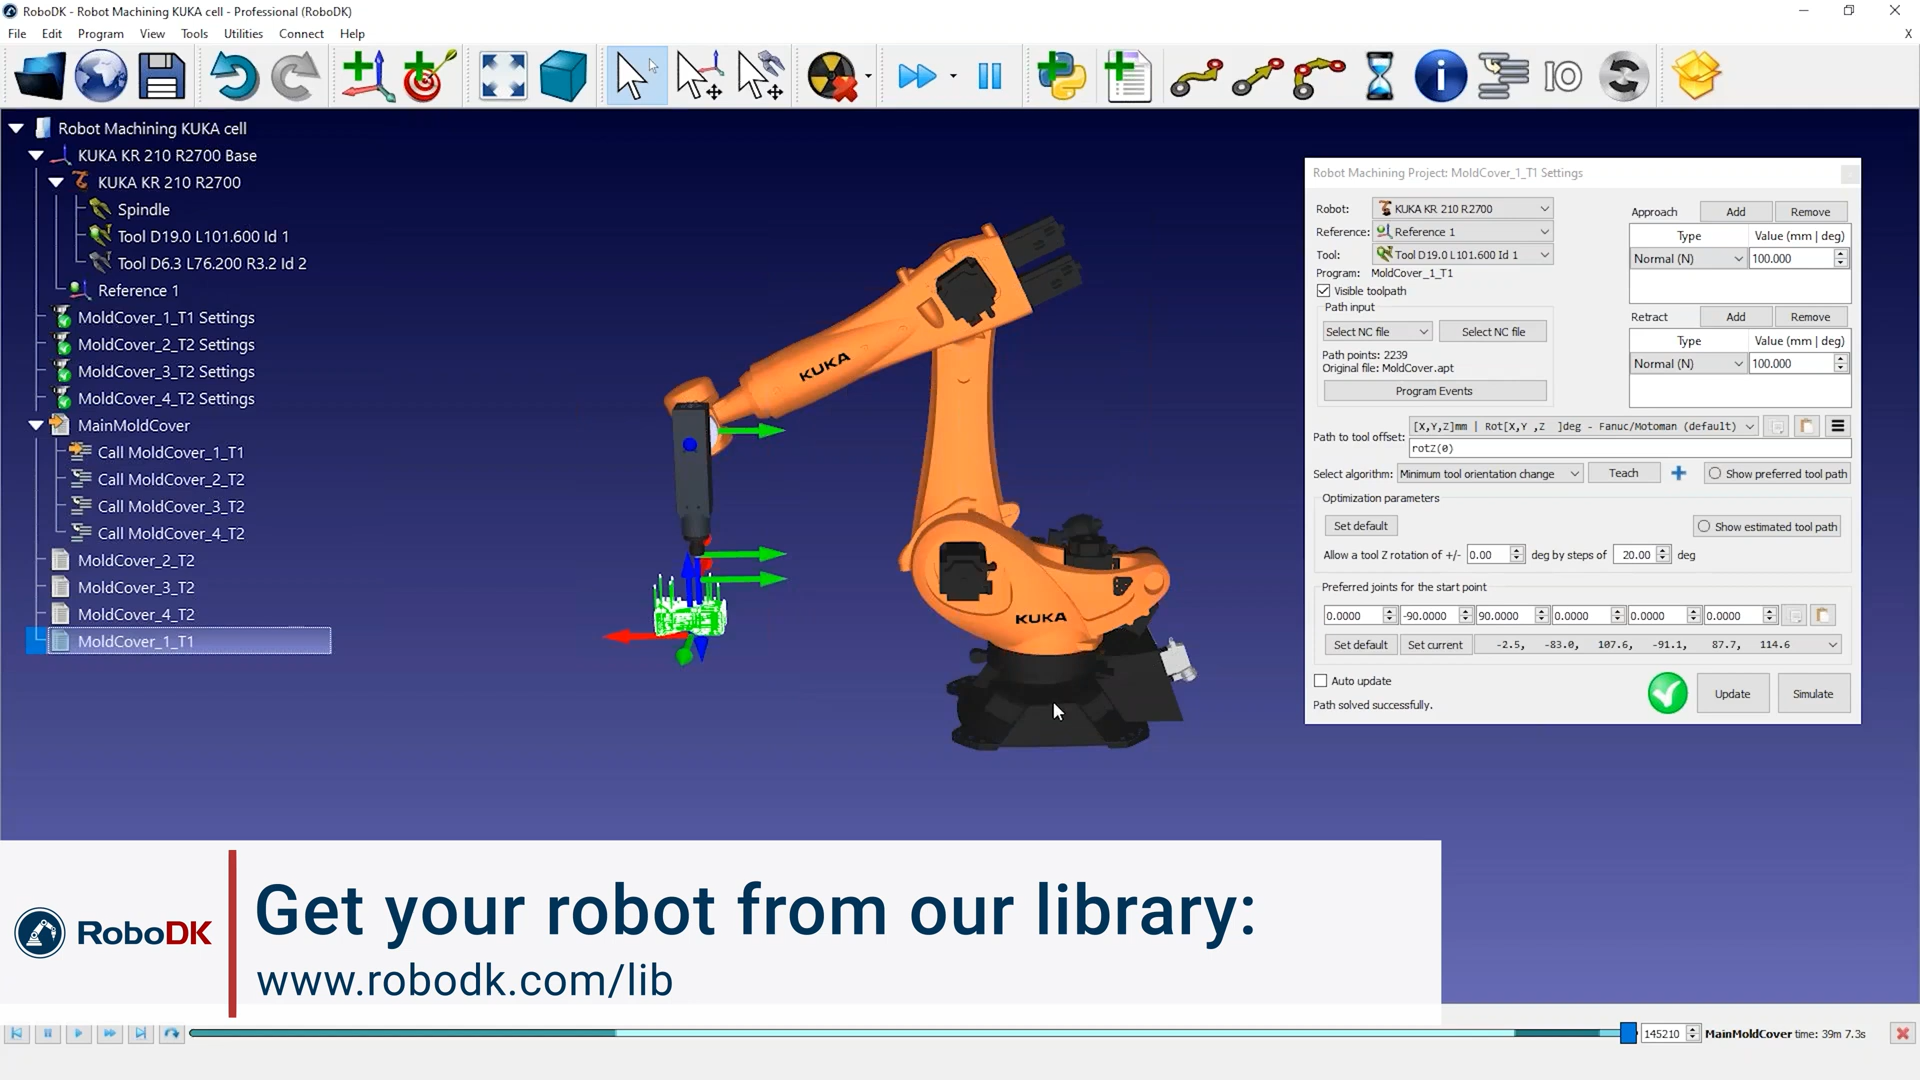 RoboDK - Robot Machining KUKA cell - Professional (RoboDK)
File Edit Program View Tools Utilities Connect Help
X
IO
Robot Machining KUKA cell
KUKA KR 210 R2700 Base
KUKA KR 210 R2700
Spindle
Tool D19.0 L101.600 Id 1
Tool D6.3 L76.200 R3.2 Id 2
Reference 1
MoldCover_1_T1 Settings
MoldCover_2_T2 Settings
MoldCover_3_T2 Settings
MoldCover_4_T2 Settings
MainMoldCover
Call MoldCover_1_T1
Call MoldCover_2_T2
Call MoldCover_3_T2
Call MoldCover_4_T2
MoldCover_2_T2
MoldCover_3_T2
MoldCover_4_T2
MoldCover_1_T1
KUKA
KUKA
Robot Machining Project: MoldCover_1_T1 Settings
Robot: KUKA KR 210 R2700
Reference: Reference 1
Tool: Tool D19.0 L101.600 Id 1
Program: MoldCover_1_T1
Visible toolpath
Path input
Select NC file Select NC file
Path points: 2239
Original file: MoldCover.apt
Program Events
Approach Add Remove
Type Value (mm | deg)
Normal (N) 100.000
Retract Add Remove
Type Value (mm | deg)
Normal (N) 100.000
Path to tool offset: [X,Y,Z]mm | Rot[X,Y ,Z ]deg - Fanuc/Motoman (default)
rotz(0)
Select algorithm: Minimum tool orientation change Teach Show preferred tool path
Optimization parameters
Set default Show estimated tool path
Allow a tool Z rotation of +/- 0.00 deg by steps of 20.00 deg
Preferred joints for the start point
0.0000 -90.0000 90.0000 0.0000 0.0000 0.0000
Set default Set current -2.5, -83.0, 107.6, -91.1, 87.7, 114.6
Auto update
Path solved successfully.
Update Simulate
RoboDK
Get your robot from our library:
www.robodk.com/lib
145210 MainMoldCover time: 39m 7.3s